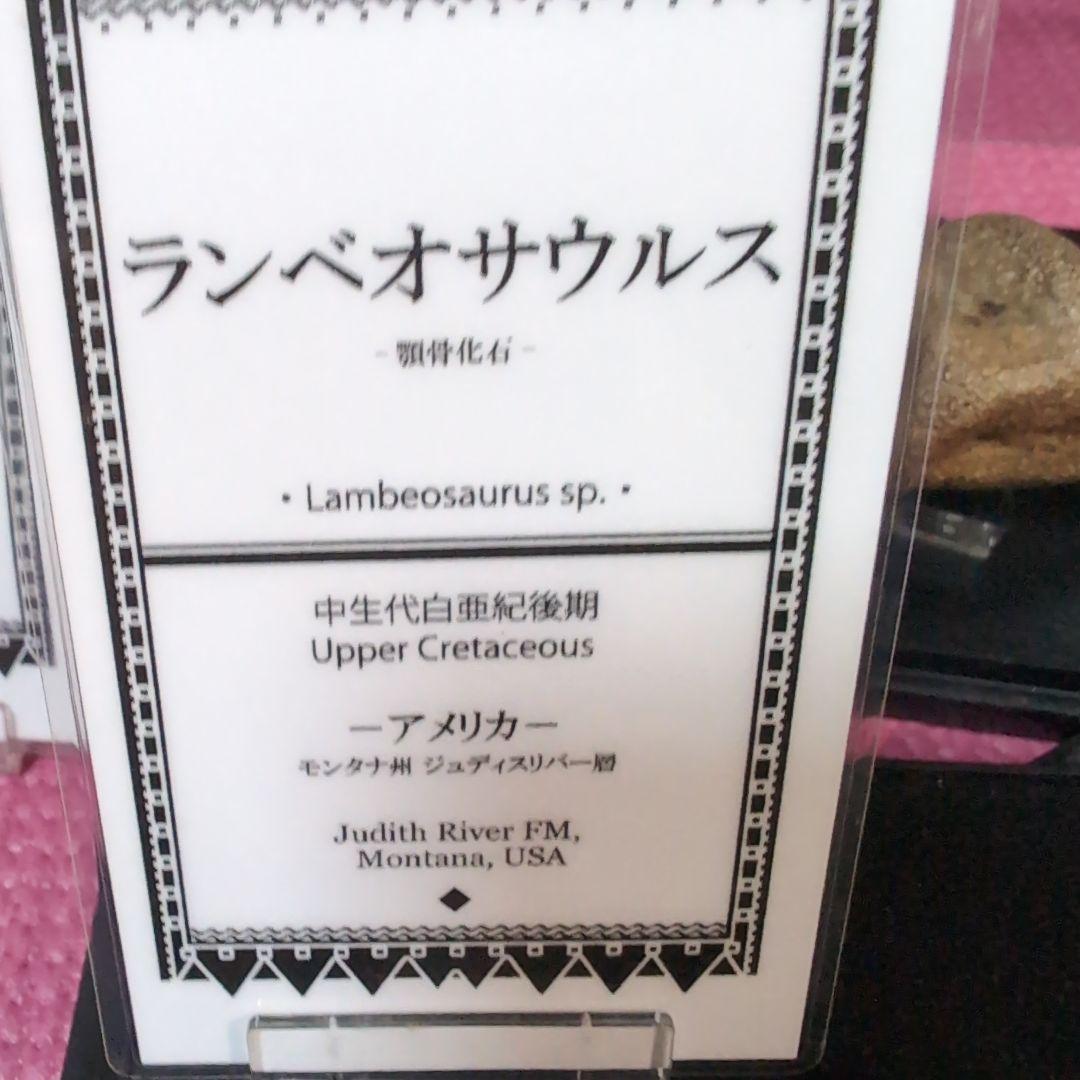 ランベオサウルス
- 顎骨化石 -
・Lambeosaurus sp.・
中生代白亜紀後期
Upper Cretaceous
ーアメリカー
モンタナ州 ジュディスリバー層
Judith River FM,
Montana, USA